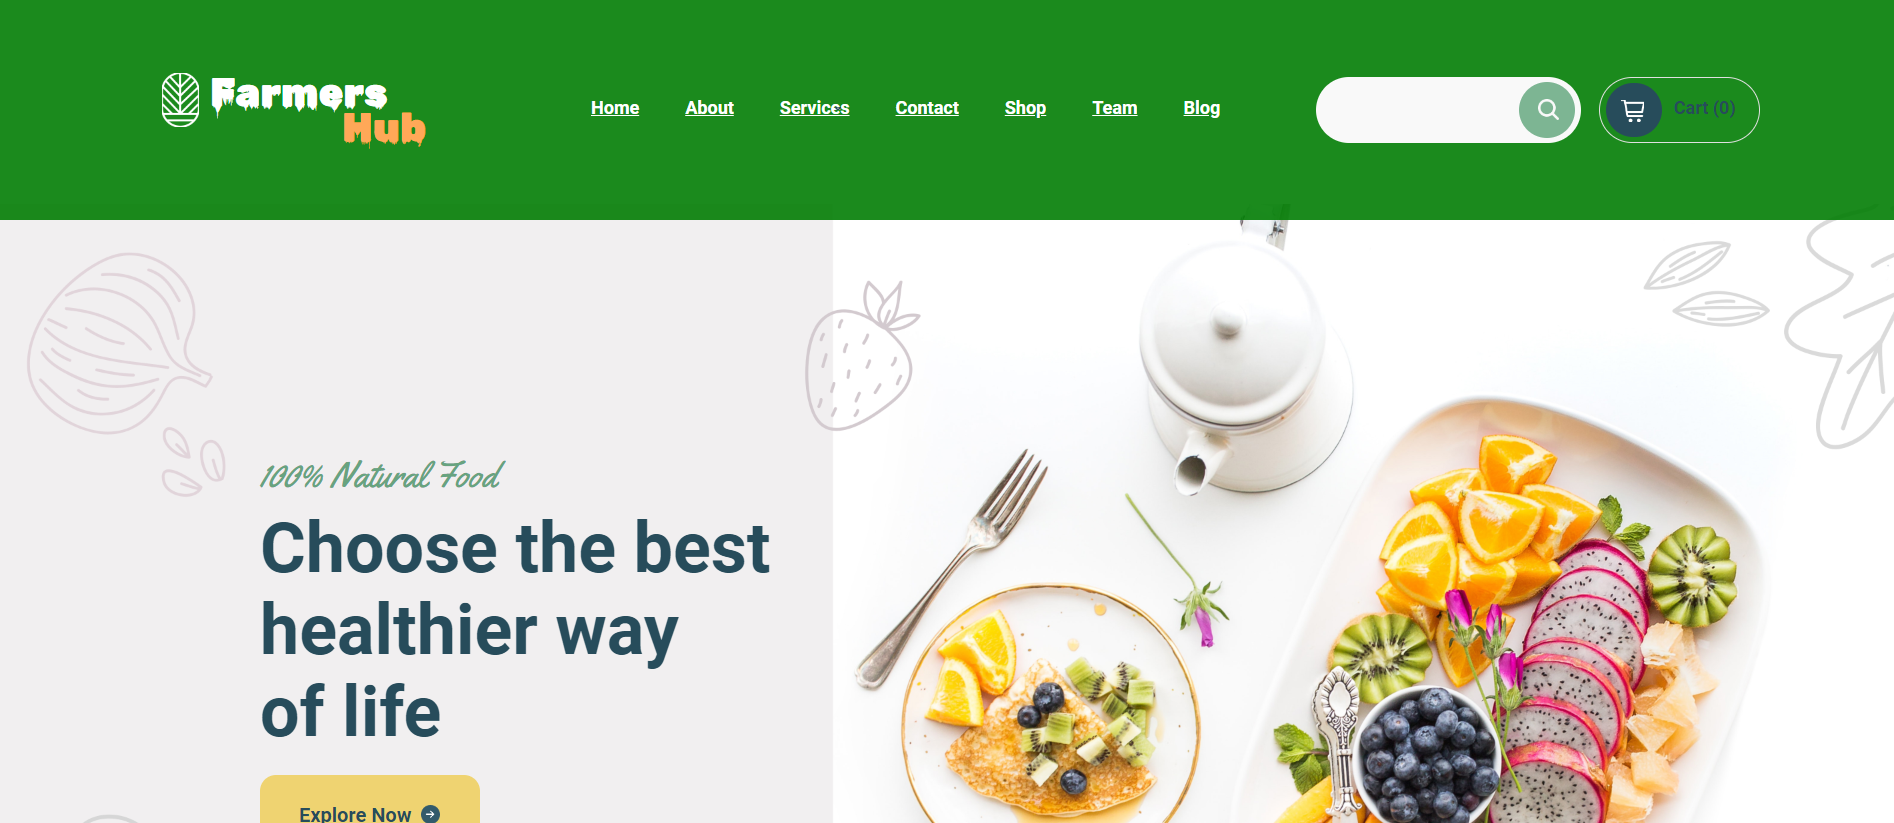 Farmers
Hub
Home About Services Contact Shop Team Blog
Cart (0)
100% Natural Food
Choose the best
healthier way
of life
Explore Now